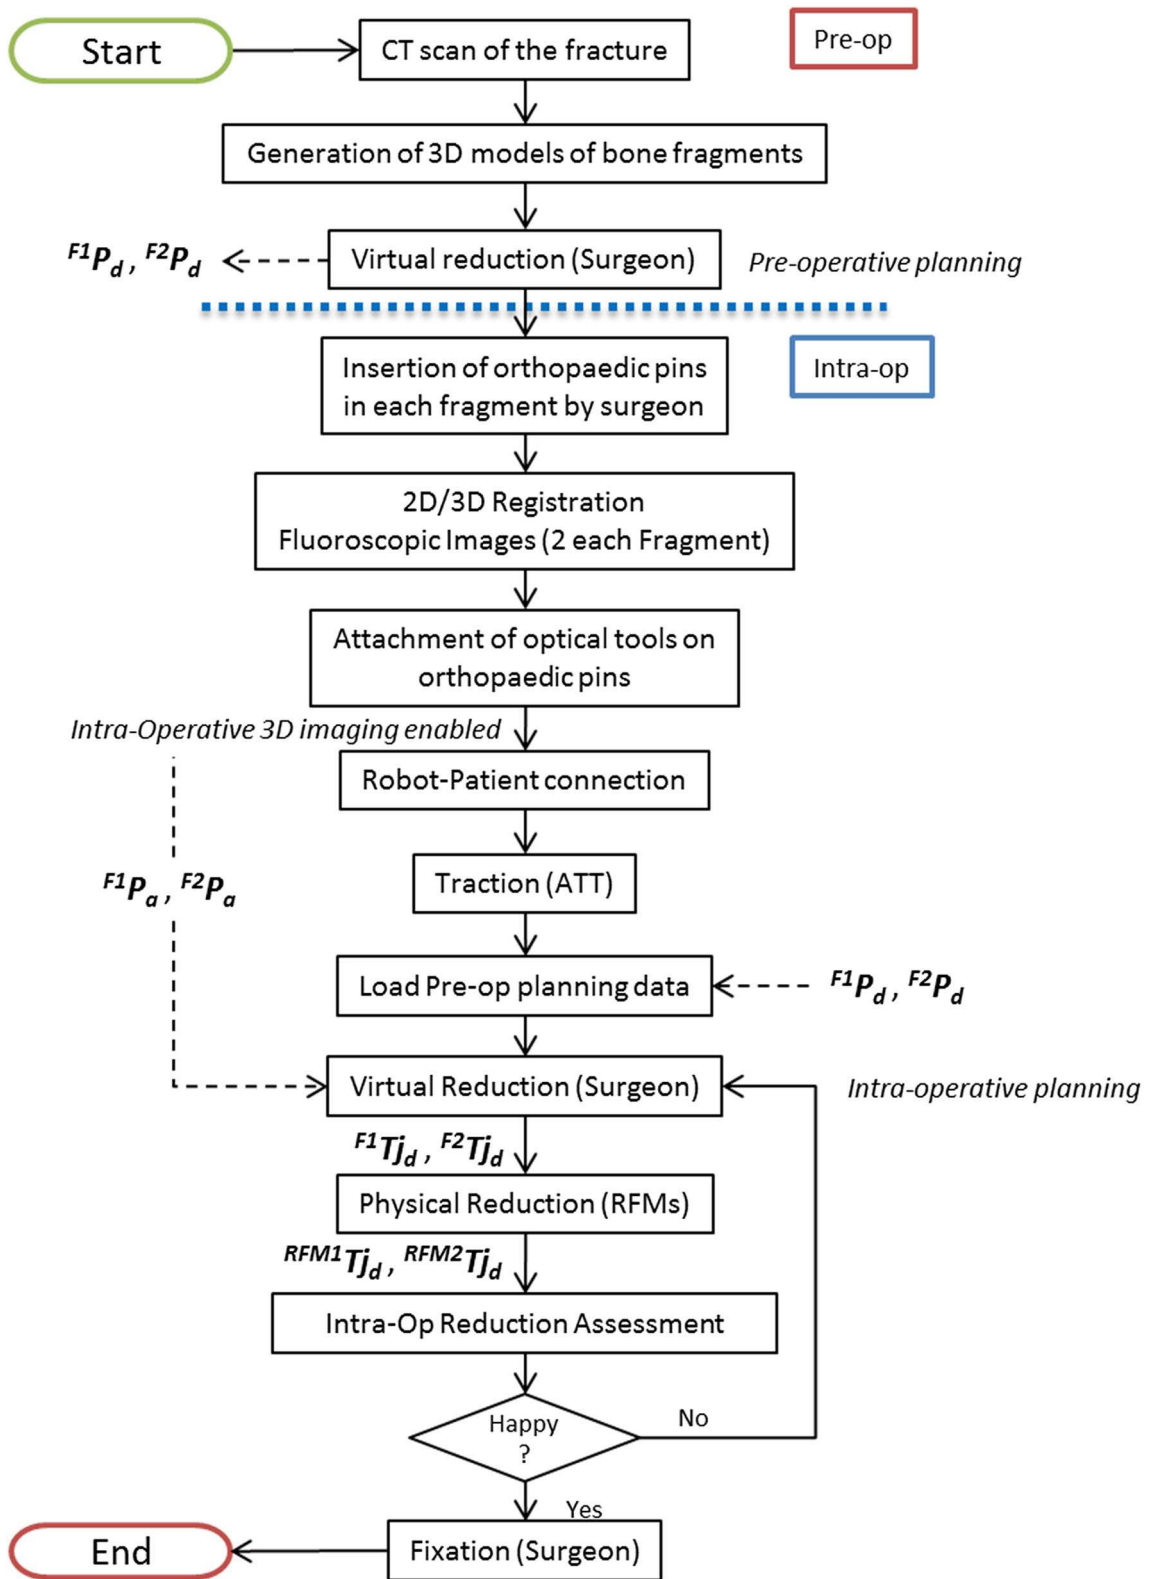 Start
CT scan of the fracture
Pre-op
Generation of 3D models of bone fragments
F1Pd , F2Pd
Virtual reduction (Surgeon)
Pre-operative planning
Insertion of orthopaedic pins
in each fragment by surgeon
Intra-op
2D/3D Registration
Fluoroscopic Images (2 each Fragment)
Attachment of optical tools on
orthopaedic pins
Intra-Operative 3D imaging enabled
Robot-Patient connection
Traction (ATT)
F1Pa , F2Pa
Load Pre-op planning data
F1Pd , F2Pd
Virtual Reduction (Surgeon)
Intra-operative planning
F1Tjd , F2Tjd
Physical Reduction (RFMs)
RFM1Tjd , RFM2Tjd
Intra-Op Reduction Assessment
Happy
?
No
Yes
Fixation (Surgeon)
End